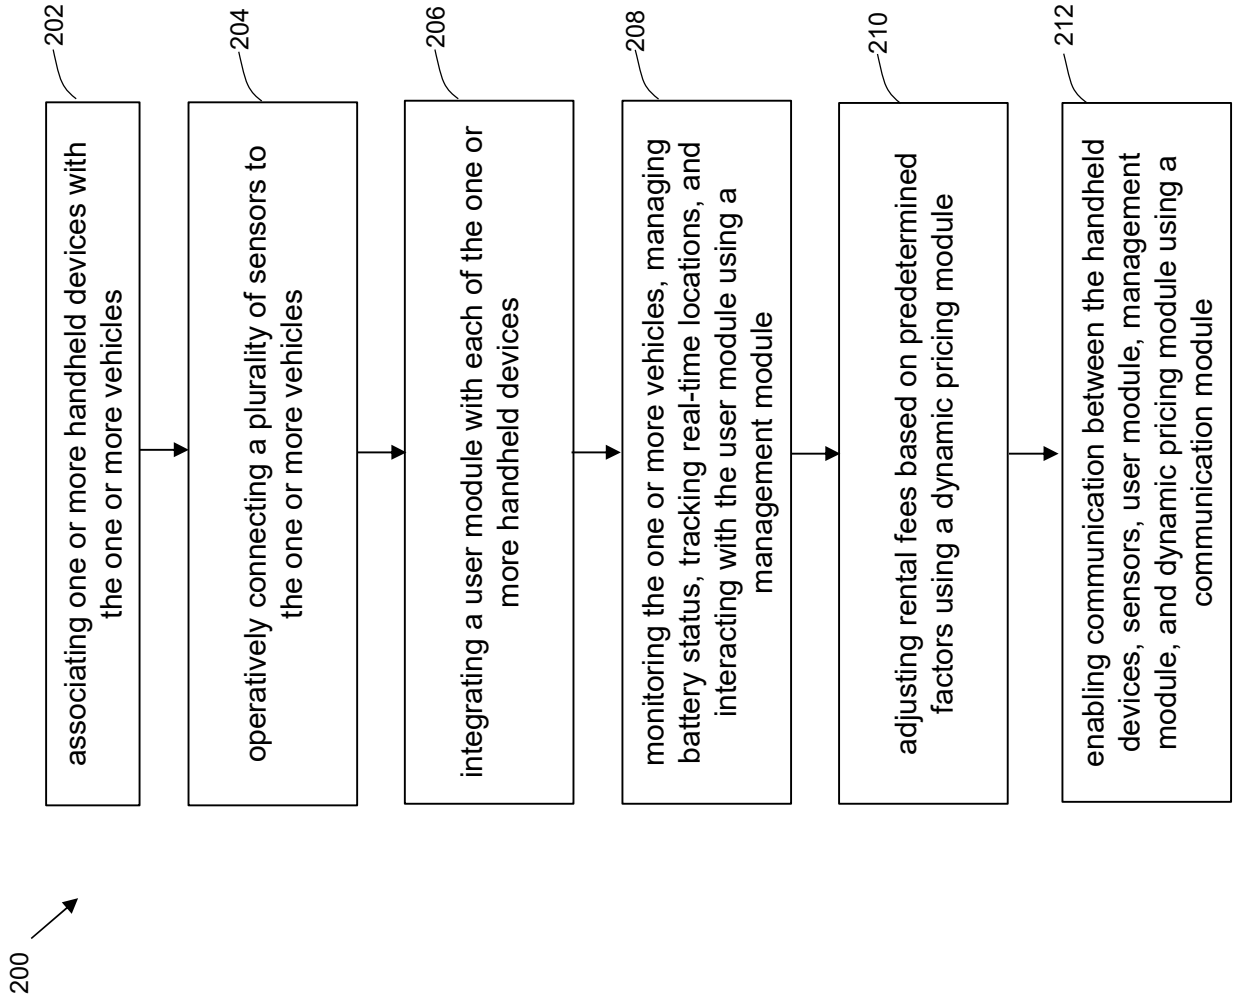 200
202
associating one or more handheld devices with
the one or more vehicles
204
operatively connecting a plurality of sensors to
the one or more vehicles
206
integrating a user module with each of the one or
more handheld devices
208
monitoring the one or more vehicles, managing
battery status, tracking real-time locations, and
interacting with the user module using a
management module
210
adjusting rental fees based on predetermined
factors using a dynamic pricing module
212
enabling communication between the handheld
devices, sensors, user module, management
module, and dynamic pricing module using a
communication module